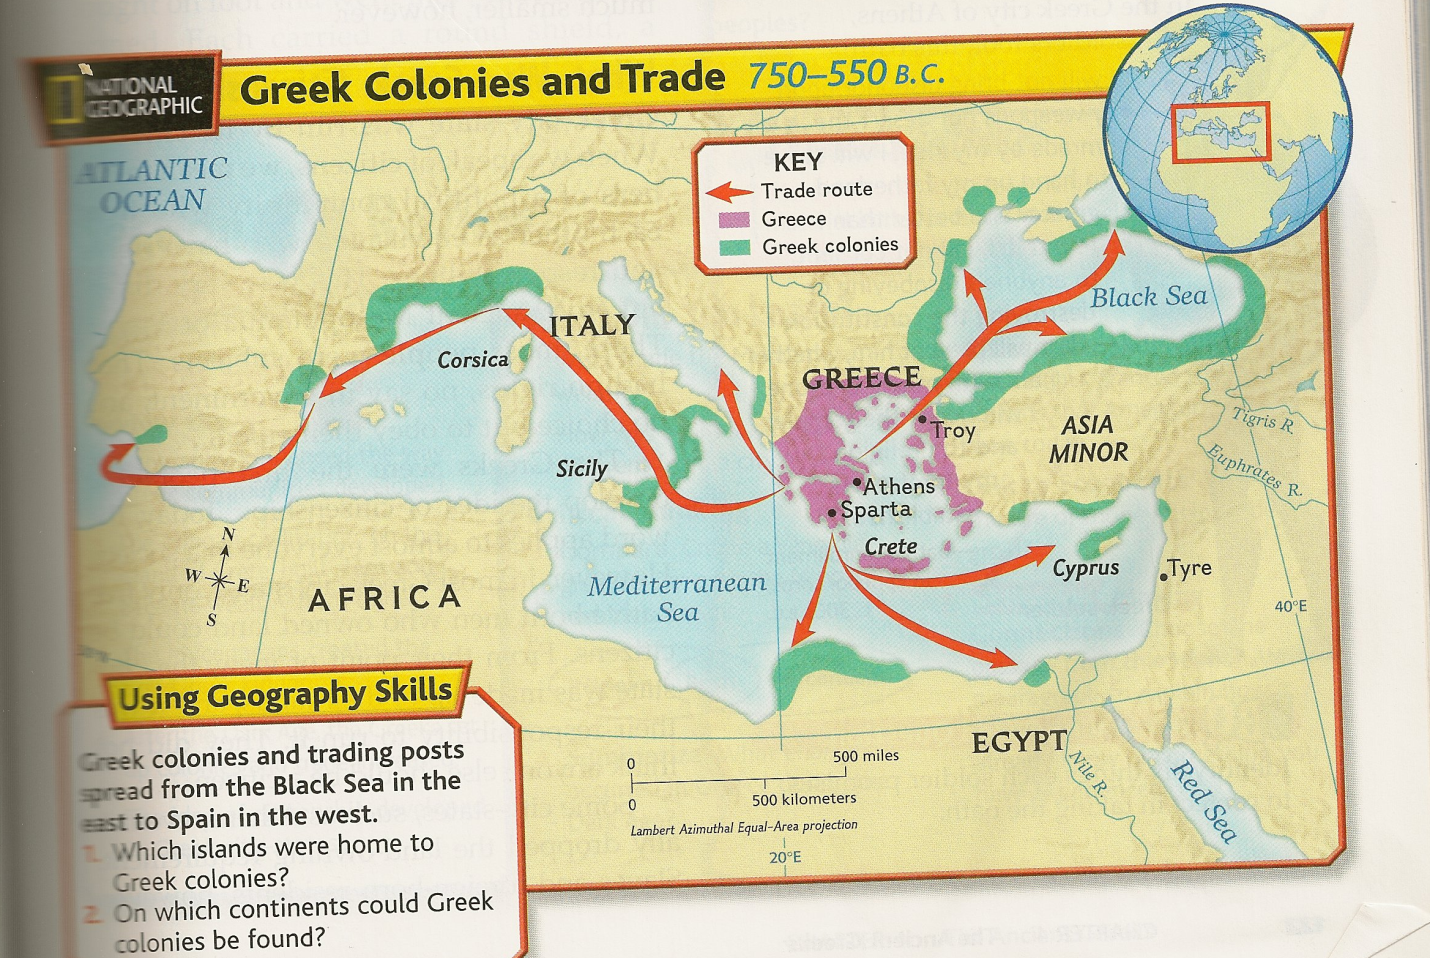 NATIONAL
GEOGRAPHIC
Greek Colonies and Trade 750–550 B.C.
ATLANTIC
OCEAN
KEY
Trade route
Greece
Greek colonies
Black Sea
ITALY
Corsica
GREECE
Troy
ASIA
MINOR
Tigris R.
Euphrates R.
Sicily
Athens
Sparta
Crete
Cyprus
Tyre
N
W
E
S
AFRICA
Mediterranean
Sea
40°E
EGYPT
Nile R.
Red Sea
0
500 miles
0
500 kilometers
Lambert Azimuthal Equal-Area projection
20°E
Using Geography Skills
Greek colonies and trading posts
spread from the Black Sea in the
east to Spain in the west.
1. Which islands were home to
Greek colonies?
2. On which continents could Greek
colonies be found?